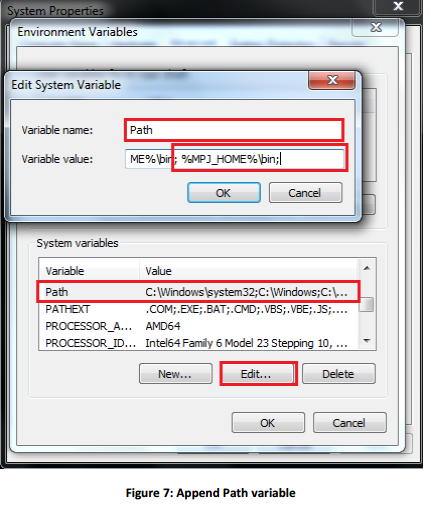 System Properties
Environment Variables
Edit System Variable
Variable name: Path
Variable value: ME%\bin; %MPJ_HOME%\bin;
OK Cancel
System variables
Variable Value
Path C:\Windows\system32;C:\Windows;C:\...
PATHEXT .COM;.EXE;.BAT;.CMD;.VBS;.VBE;.JS;....
PROCESSOR_A... AMD64
PROCESSOR_ID... Intel64 Family 6 Model 23 Stepping 10, ...
New... Edit... Delete
OK Cancel
Figure 7: Append Path variable